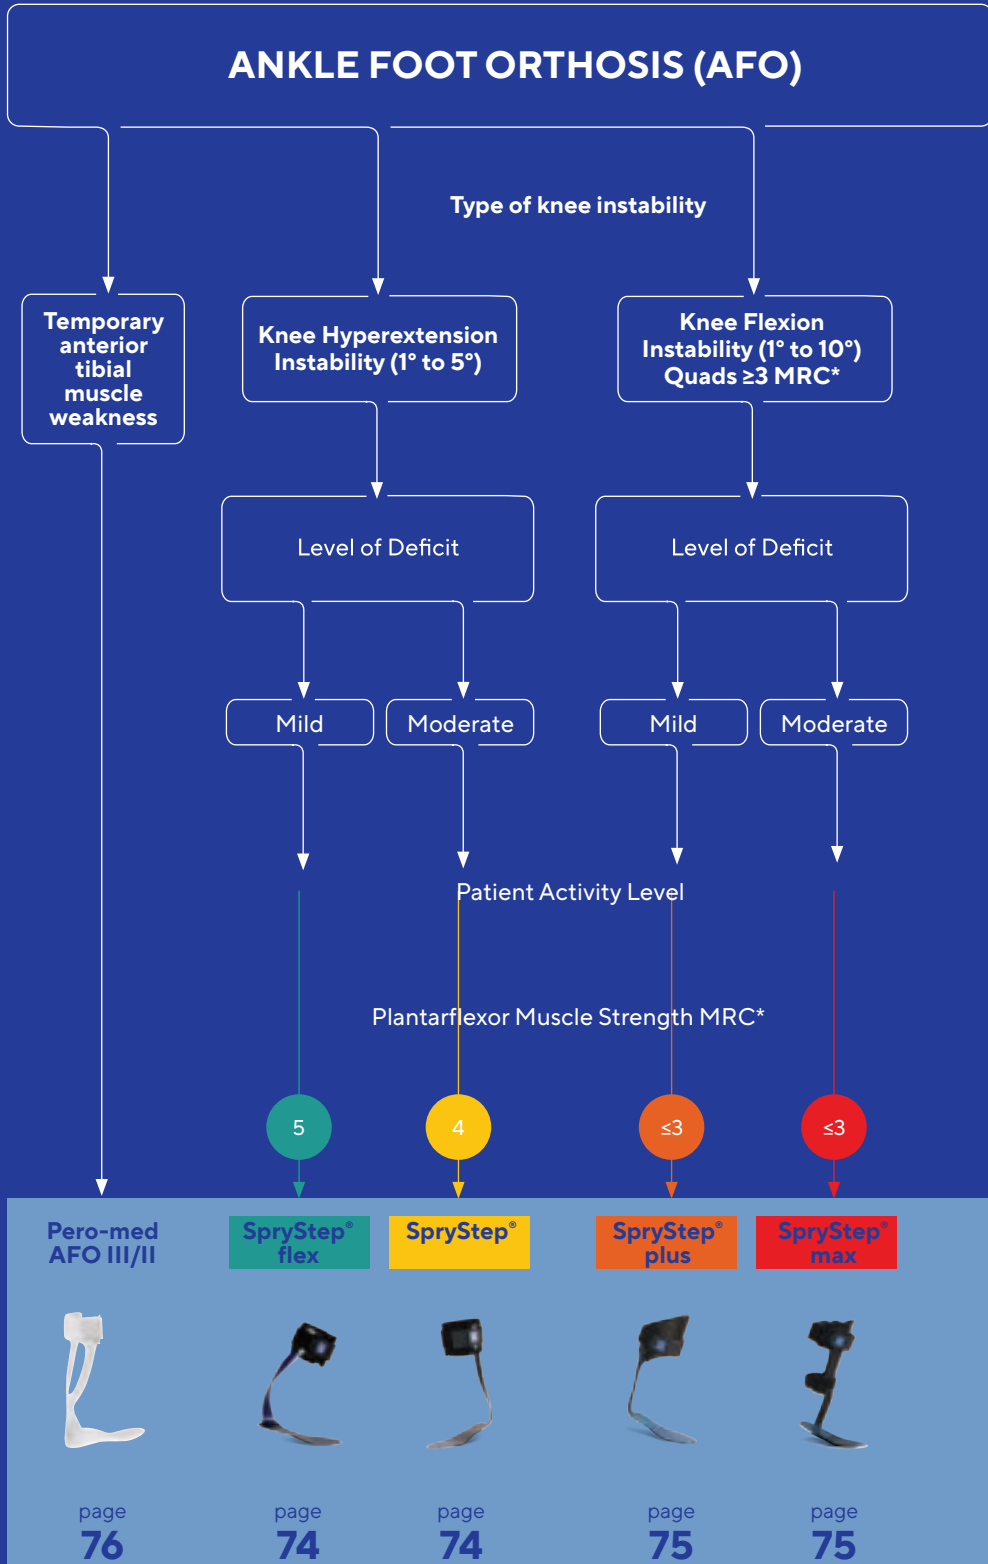 ANKLE FOOT ORTHOSIS (AFO)
Type of knee instability
Temporary
anterior
tibial
muscle
weakness
Knee Hyperextension
Instability (1° to 5°)
Knee Flexion
Instability (1° to 10°)
Quads ≥3 MRC*
Level of Deficit
Level of Deficit
Mild
Moderate
Mild
Moderate
Patient Activity Level
Plantarflexor Muscle Strength MRC*
5
4
≤3
≤3
Pero-med
AFO III/II
SpryStep®
flex
SpryStep®
SpryStep®
plus
SpryStep®
max
page
76
page
74
page
74
page
75
page
75